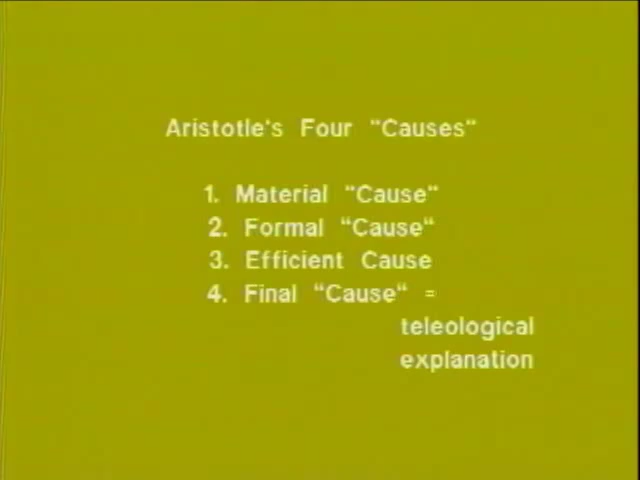 Aristotle's Four "Causes"
1. Material "Cause"
2. Formal "Cause"
3. Efficient Cause
4. Final "Cause" =
teleological
explanation